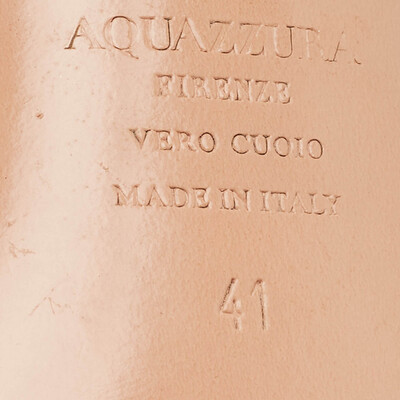 AQUAZZURA
FIRENZE
VERO CUOIO
MADE IN ITALY
41